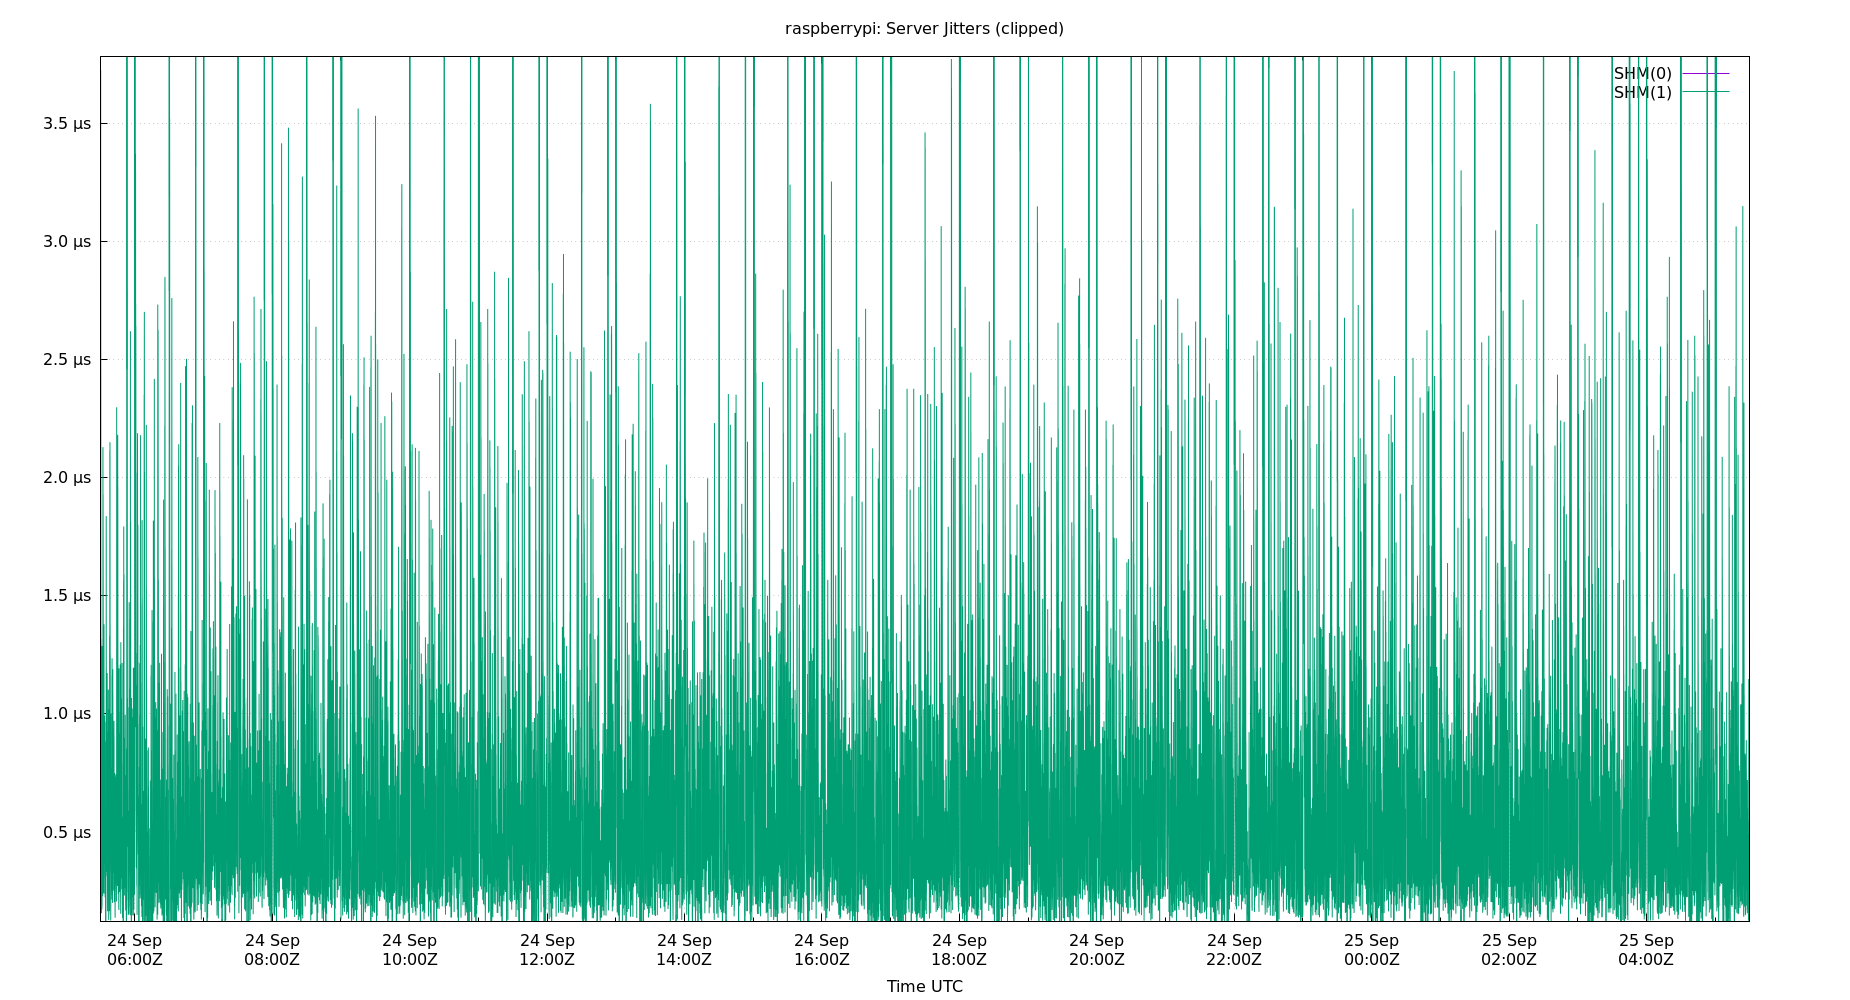 raspberrypi: Server Jitters (clipped)
SHM(0)
SHM(1)
3.5 µs
3.0 µs
2.5 µs
2.0 µs
1.5 µs
1.0 µs
0.5 µs
24 Sep 24 Sep 24 Sep 24 Sep 24 Sep 24 Sep 24 Sep 24 Sep 24 Sep 25 Sep 25 Sep 25 Sep
06:00Z 08:00Z 10:00Z 12:00Z 14:00Z 16:00Z 18:00Z 20:00Z 22:00Z 00:00Z 02:00Z 04:00Z
Time UTC